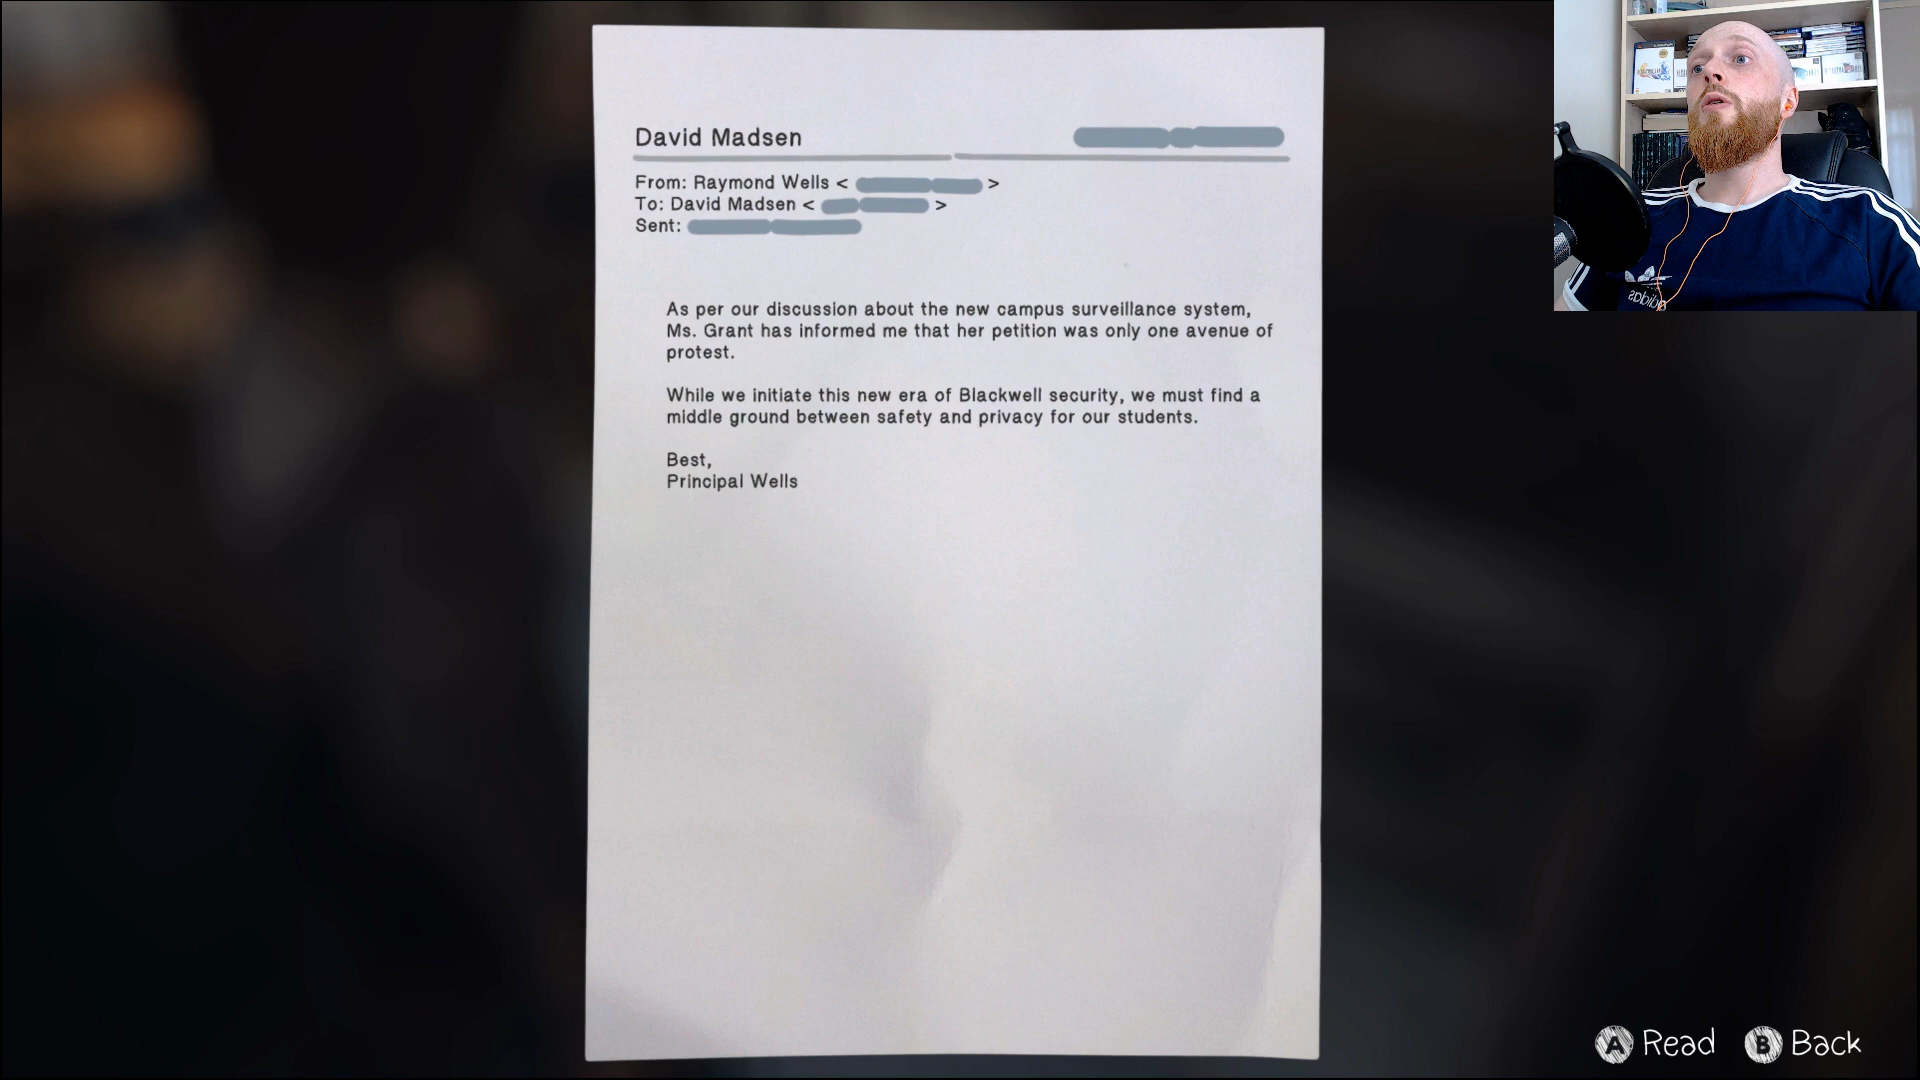 David Madsen
From: Raymond Wells < >
To: David Madsen < >
Sent:
As per our discussion about the new campus surveillance system,
Ms. Grant has informed me that her petition was only one avenue of
protest.
While we initiate this new era of Blackwell security, we must find a
middle ground between safety and privacy for our students.
Best,
Principal Wells
adidas
A Read B Back